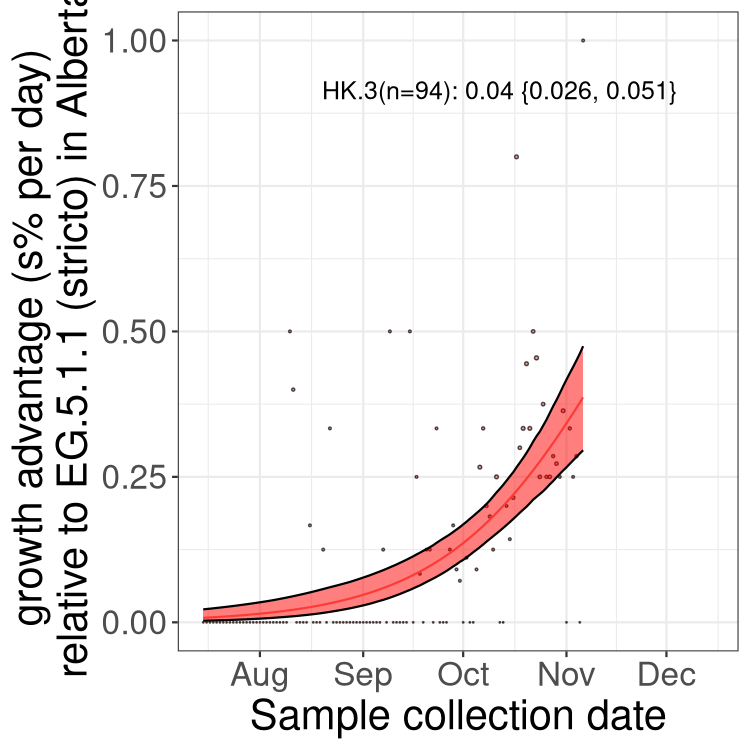 growth advantage (s% per day)
relative to EG.5.1.1 (stricto) in Alberta
1.00
HK.3(n=94): 0.04 {0.026, 0.051}
0.75
0.50
0.25
0.00
Aug Sep Oct Nov Dec
Sample collection date